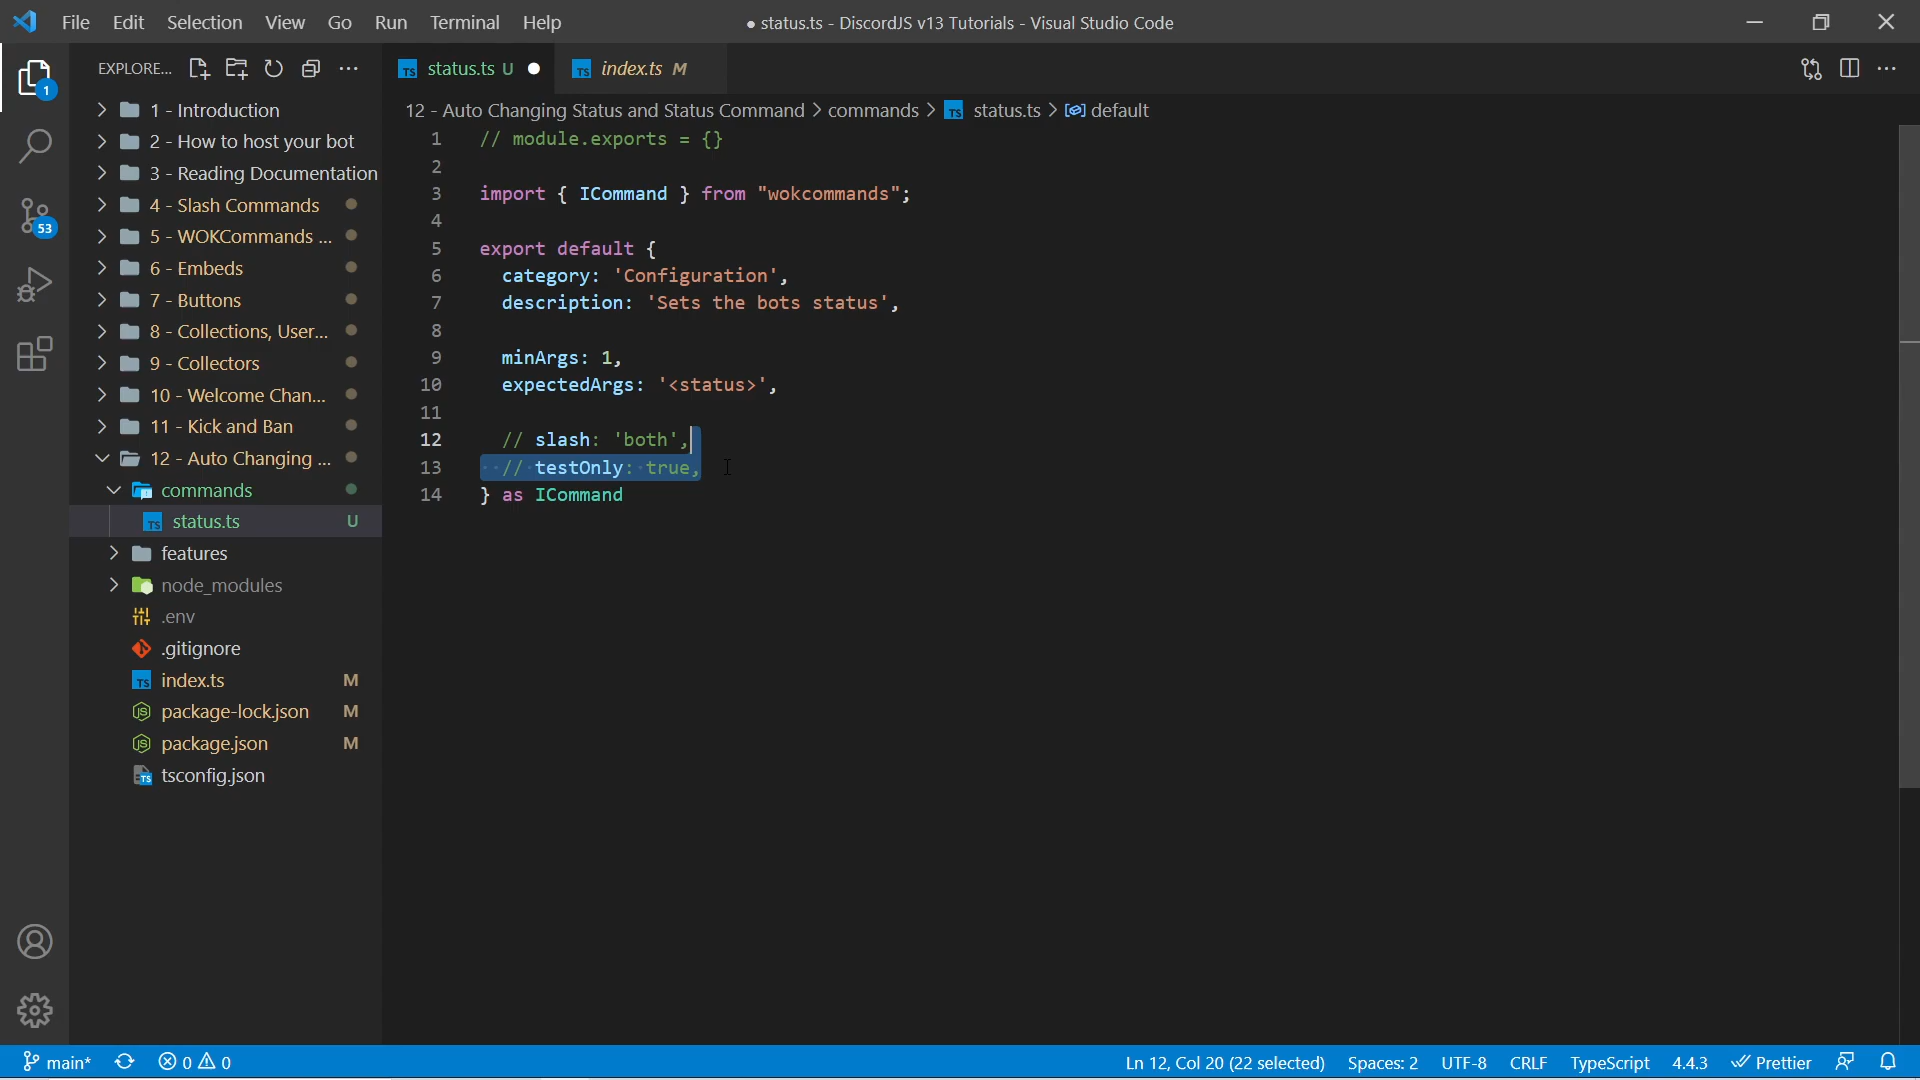 File Edit Selection View Go Run Terminal Help
● status.ts - DiscordJS v13 Tutorials - Visual Studio Code
EXPLORE...
status.ts U
index.ts M
12 - Auto Changing Status and Status Command > commands > TS status.ts > default
1
1 - Introduction
2 - How to host your bot
3 - Reading Documentation
4 - Slash Commands
53
5 - WOKCommands ...
6 - Embeds
7 - Buttons
8 - Collections, User...
9 - Collectors
10 - Welcome Chan...
11 - Kick and Ban
12 - Auto Changing ...
commands
TS status.ts U
features
node_modules
.env
.gitignore
TS index.ts M
package-lock.json M
package.json M
tsconfig.json
1 // module.exports = {}
2
3 import { ICommand } from "wokcommands";
4
5 export default {
6 category: 'Configuration',
7 description: 'Sets the bots status',
8
9 minArgs: 1,
10 expectedArgs: '<status>',
11
12 // slash: 'both',
13 // testOnly: true,
14 } as ICommand
main* 0 0 Ln 12, Col 20 (22 selected) Spaces: 2 UTF-8 CRLF TypeScript 4.4.3 Prettier